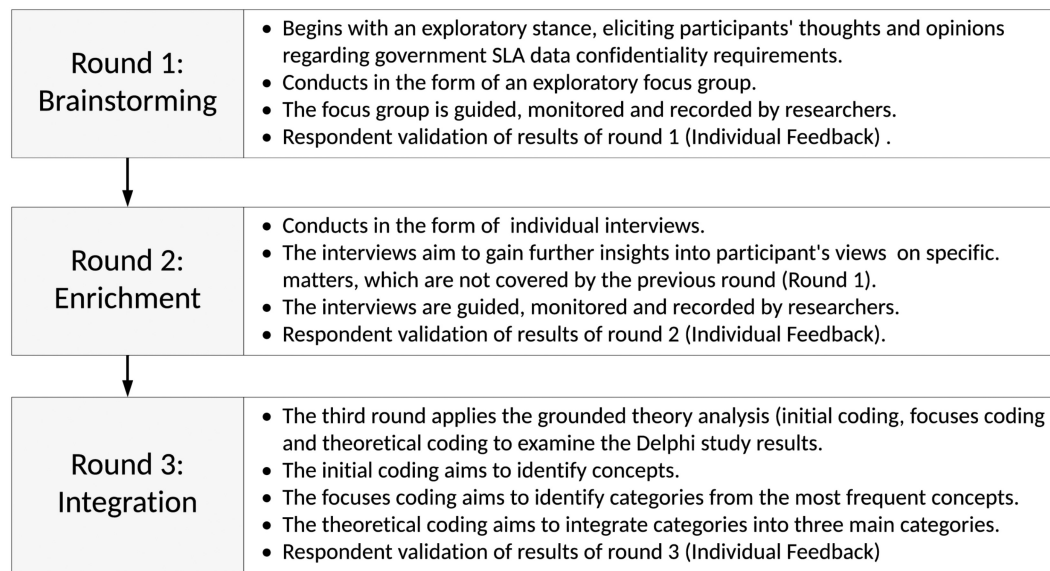 Round 1:
Brainstorming
• Begins with an exploratory stance, eliciting participants' thoughts and opinions
regarding government SLA data confidentiality requirements.
• Conducts in the form of an exploratory focus group.
• The focus group is guided, monitored and recorded by researchers.
• Respondent validation of results of round 1 (Individual Feedback) .
Round 2:
Enrichment
• Conducts in the form of  individual interviews.
• The interviews aim to gain further insights into participant's views  on specific.
matters, which are not covered by the previous round (Round 1).
• The interviews are guided, monitored and recorded by researchers.
• Respondent validation of results of round 2 (Individual Feedback).
Round 3:
Integration
• The third round applies the grounded theory analysis (initial coding, focuses coding
and theoretical coding to examine the Delphi study results.
• The initial coding aims to identify concepts.
• The focuses coding aims to identify categories from the most frequent concepts.
• The theoretical coding aims to integrate categories into three main categories.
• Respondent validation of results of round 3 (Individual Feedback)